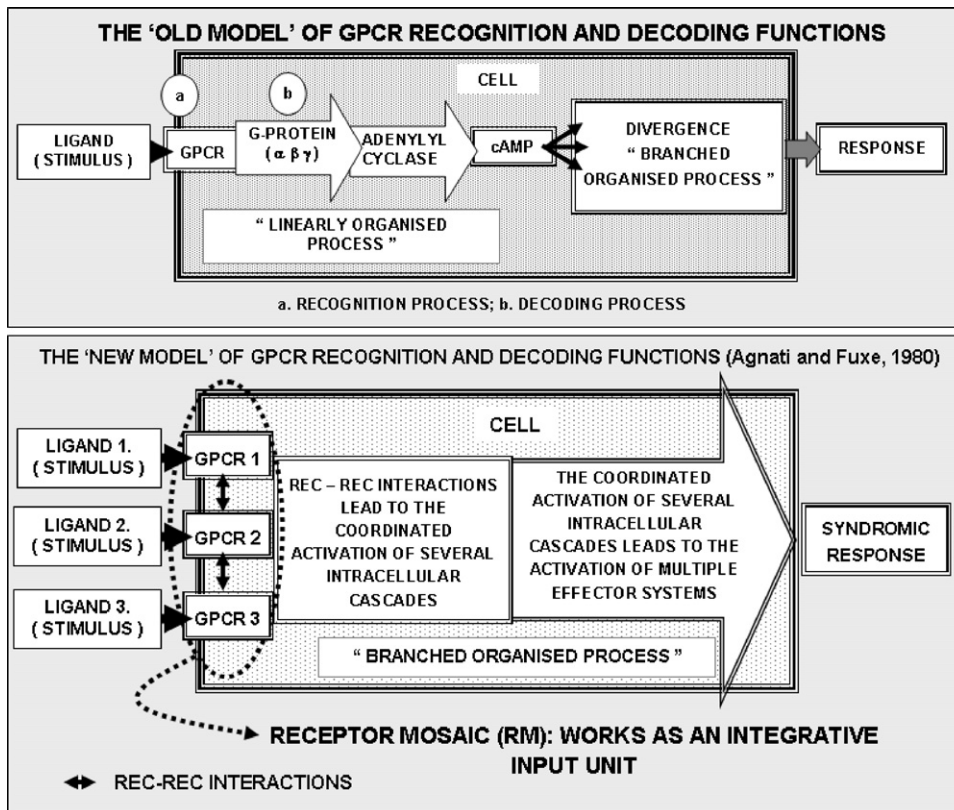 THE 'OLD MODEL' OF GPCR RECOGNITION AND DECODING FUNCTIONS
CELL
a
b
LIGAND
( STIMULUS )
GPCR
G-PROTEIN
( α β γ )
ADENYLYL
CYCLASE
cAMP
DIVERGENCE
“ BRANCHED
ORGANISED PROCESS ”
RESPONSE
“ LINEARLY ORGANISED
PROCESS ”
a. RECOGNITION PROCESS; b. DECODING PROCESS
THE 'NEW MODEL' OF GPCR RECOGNITION AND DECODING FUNCTIONS (Agnati and Fuxe, 1980)
CELL
LIGAND 1.
( STIMULUS )
GPCR 1
LIGAND 2.
( STIMULUS )
GPCR 2
LIGAND 3.
( STIMULUS )
GPCR 3
REC – REC INTERACTIONS
LEAD TO THE
COORDINATED
ACTIVATION OF SEVERAL
INTRACELLULAR
CASCADES
THE COORDINATED
ACTIVATION OF SEVERAL
INTRACELLULAR
CASCADES LEADS TO THE
ACTIVATION OF MULTIPLE
EFFECTOR SYSTEMS
SYNDROMIC
RESPONSE
“ BRANCHED ORGANISED PROCESS ”
RECEPTOR MOSAIC (RM): WORKS AS AN INTEGRATIVE
INPUT UNIT
REC-REC INTERACTIONS